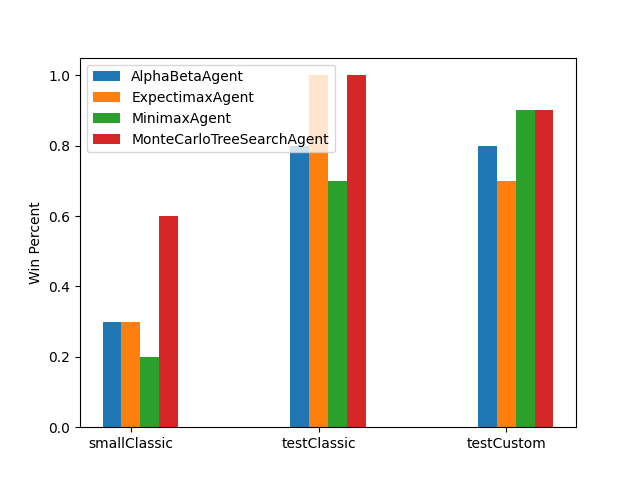 1.0
0.8
0.6
0.4
0.2
0.0
Win Percent
AlphaBetaAgent
ExpectimaxAgent
MinimaxAgent
MonteCarloTreeSearchAgent
smallClassic testClassic testCustom